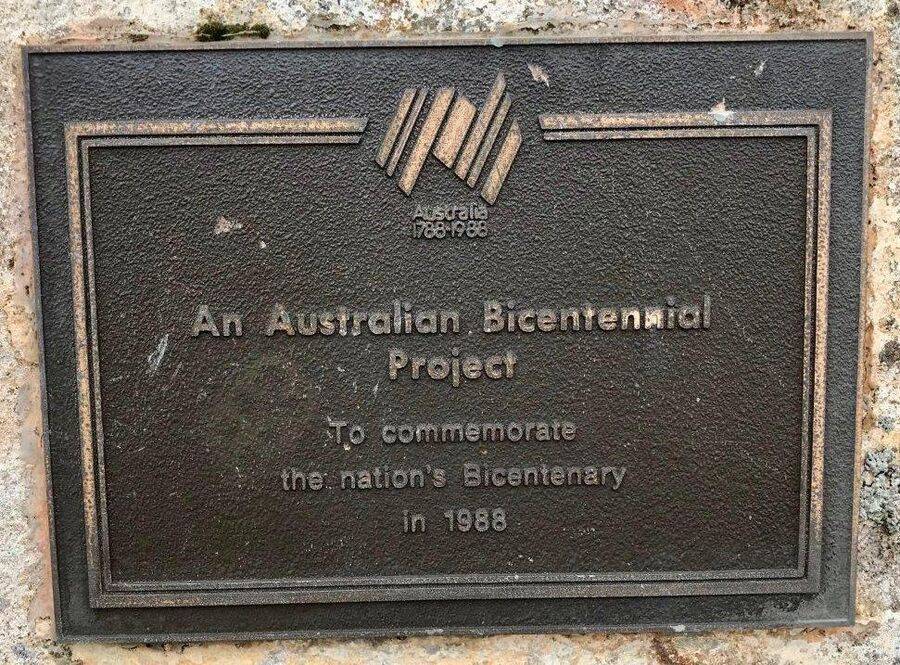 Australia
1788-1988
An Australian Bicentennial
Project
To commemorate
the nation's Bicentenary
in 1988